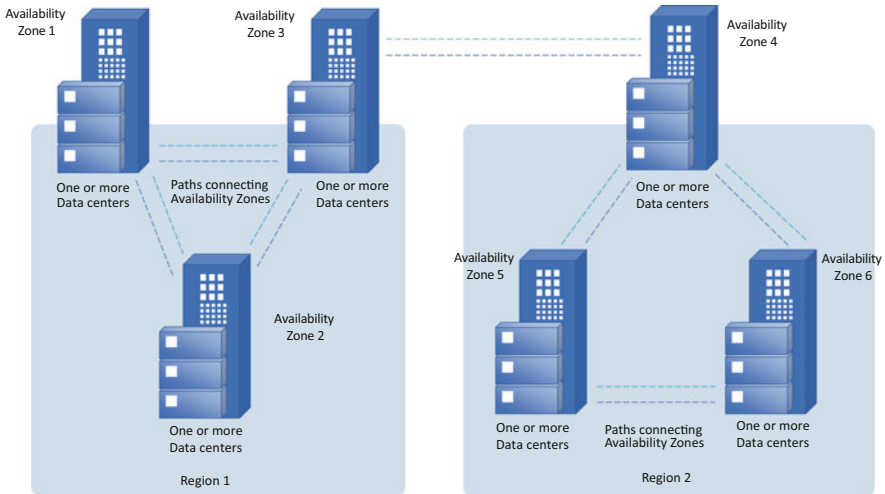 Availability
Zone 1
Availability
Zone 3
Availability
Zone 4
One or more
Data centers
Paths connecting
Availability Zones
One or more
Data centers
One or more
Data centers
Availability
Zone 2
One or more
Data centers
Region 1
Availability
Zone 5
Availability
Zone 6
One or more
Data centers
Paths connecting
Availability Zones
One or more
Data centers
Region 2